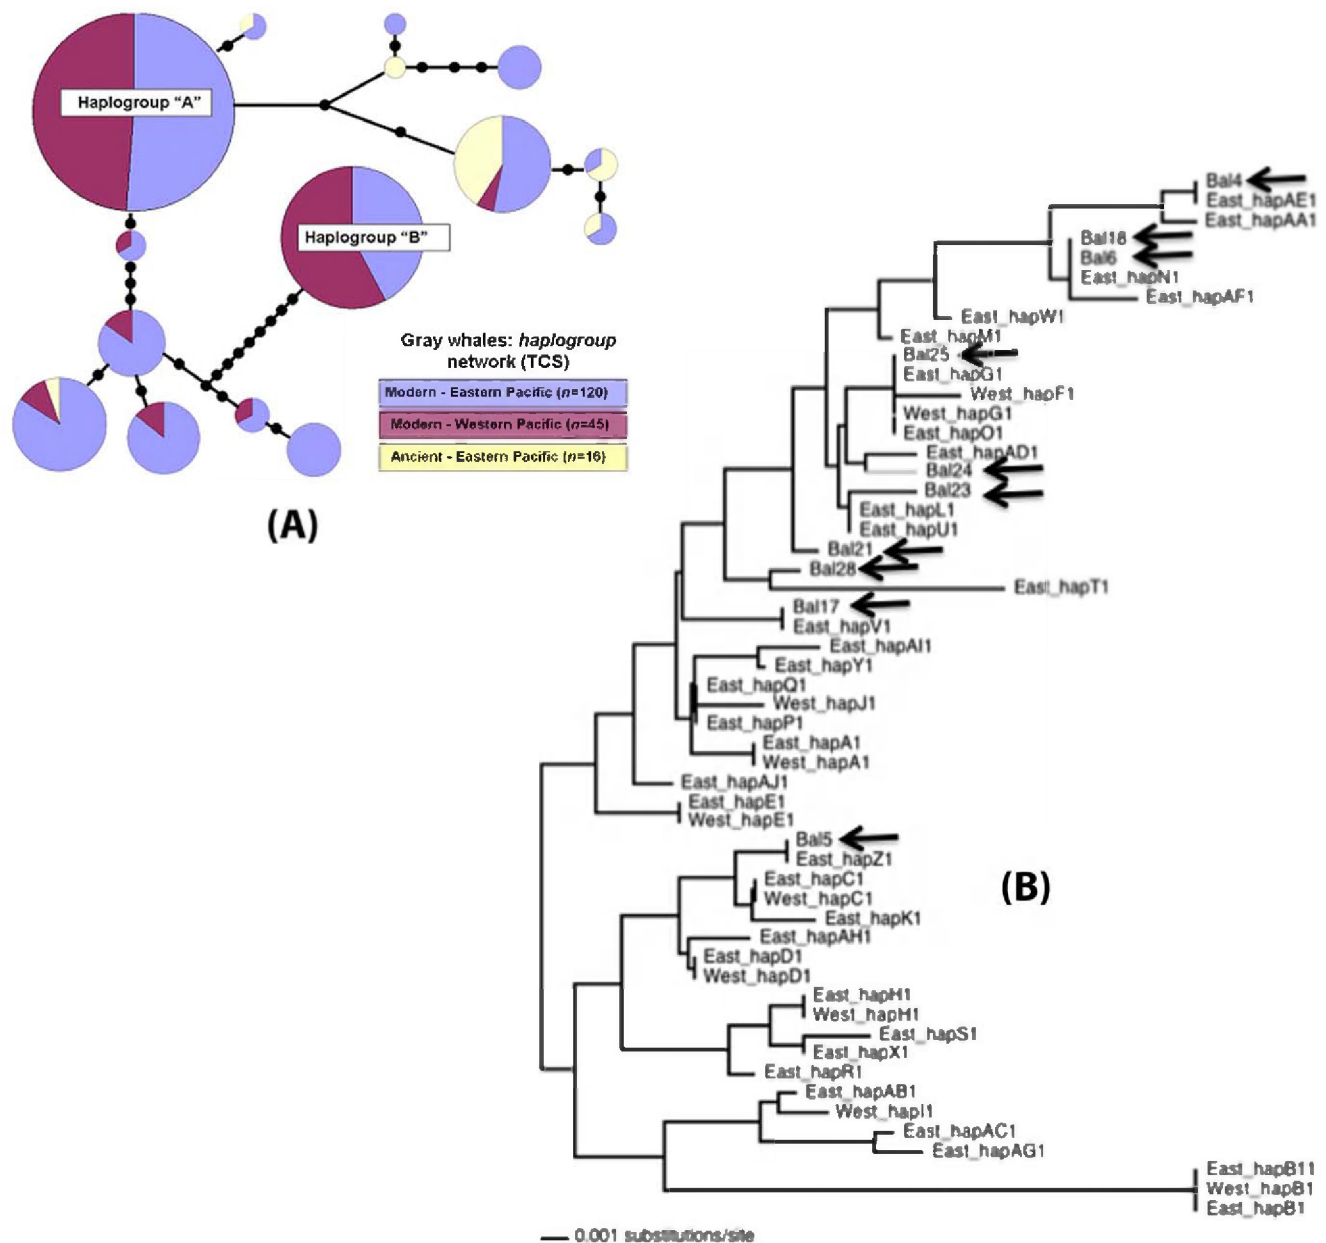 Haplogroup "A"
Haplogroup "B"
Gray whales: haplogroup
network (TCS)
Modern - Eastern Pacific (n=120)
Modern - Western Pacific (n=45)
Ancient - Eastern Pacific (n=16)
(A)
Bal4
East_hapAE1
East_hapAA1
Bal18
Bal6
East_hapN1
East_hapAF1
East_hapW1
East_hapM1
Bal25
East_hapG1
West_hapF1
West_hapG1
East_hapO1
East_hapAD1
Bal24
Bal23
East_hapL1
East_hapU1
Bal21
Bal28
East_hapT1
Bal17
East_hapV1
East_hapAI1
East_hapY1
East_hapQ1
West_hapJ1
East_hapP1
East_hapA1
West_hapA1
East_hapAJ1
East_hapE1
West_hapE1
Bal5
East_hapZ1
East_hapC1
West_hapC1
East_hapK1
East_hapAH1
East_hapD1
West_hapD1
(B)
East_hapH1
West_hapH1
East_hapS1
East_hapX1
East_hapR1
East_hapAB1
West_hapI1
East_hapAC1
East_hapAG1
East_hapB11
West_hapB1
East_hapB1
0.001 substitutions/site